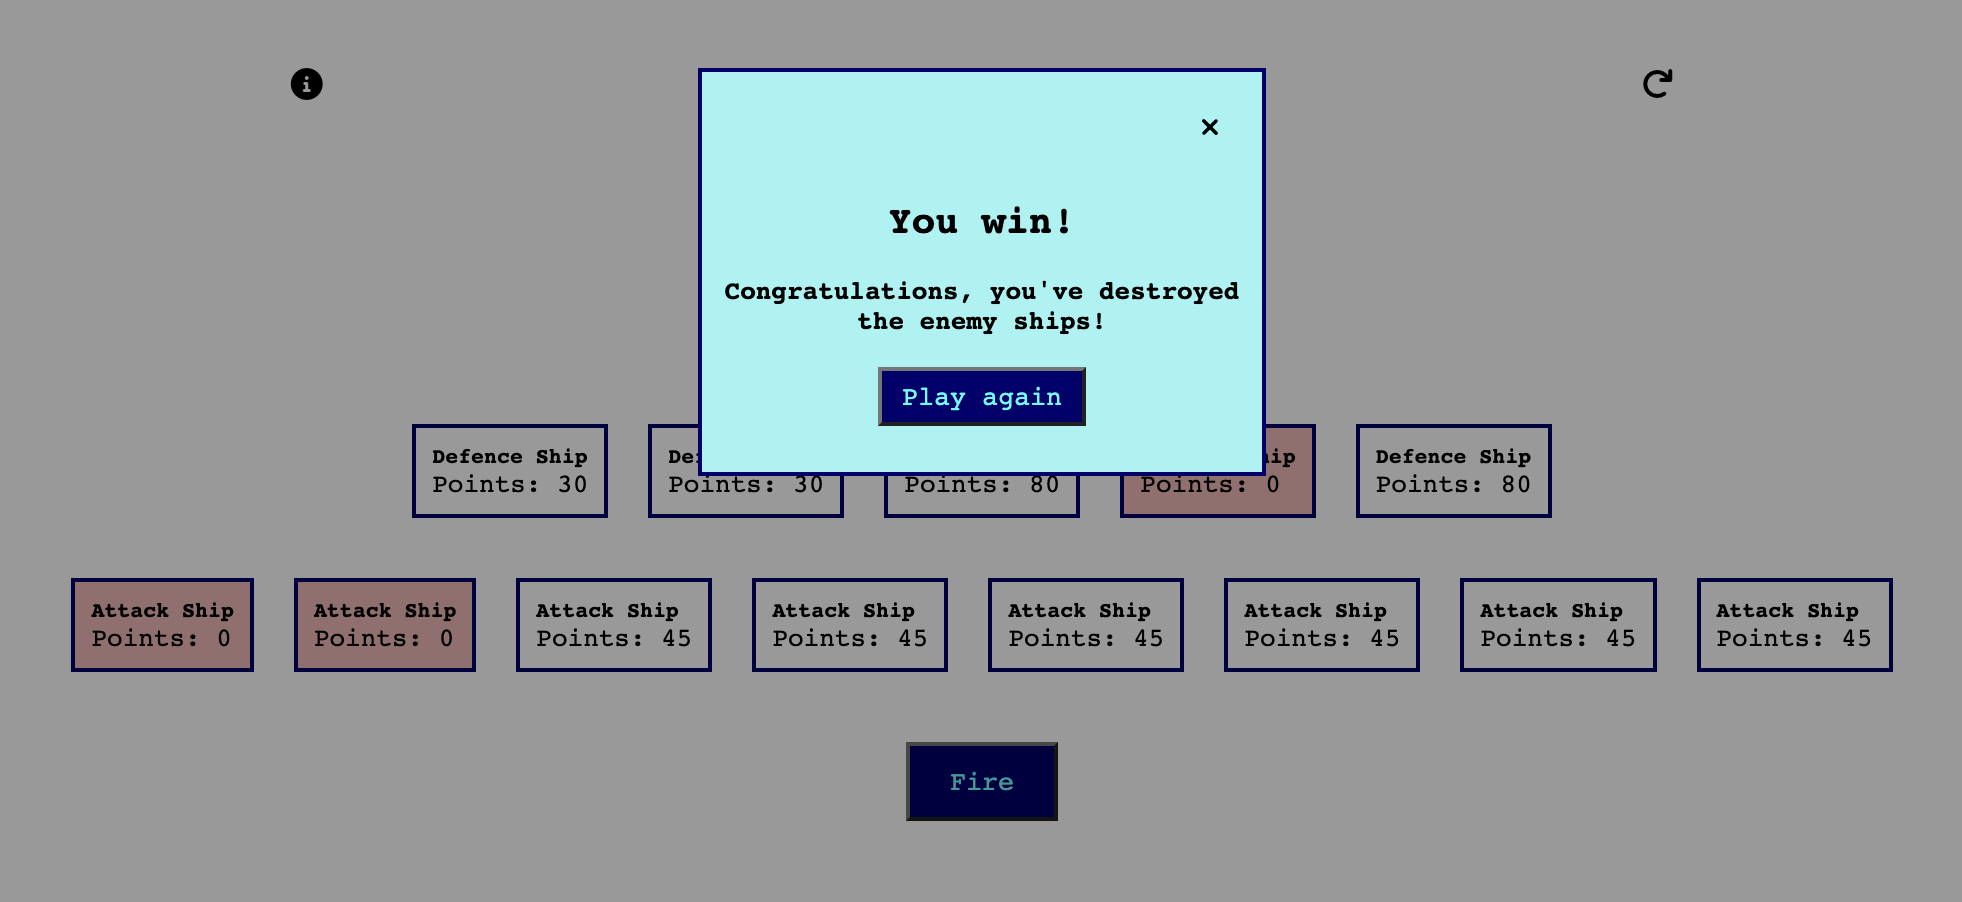 You win!
Congratulations, you've destroyed
the enemy ships!
Play again
Defence Ship
Points: 30
Points: 30
Points: 80
Points: 0
Defence Ship
Points: 80
Attack Ship
Points: 0
Attack Ship
Points: 0
Attack Ship
Points: 45
Attack Ship
Points: 45
Attack Ship
Points: 45
Attack Ship
Points: 45
Attack Ship
Points: 45
Attack Ship
Points: 45
Fire